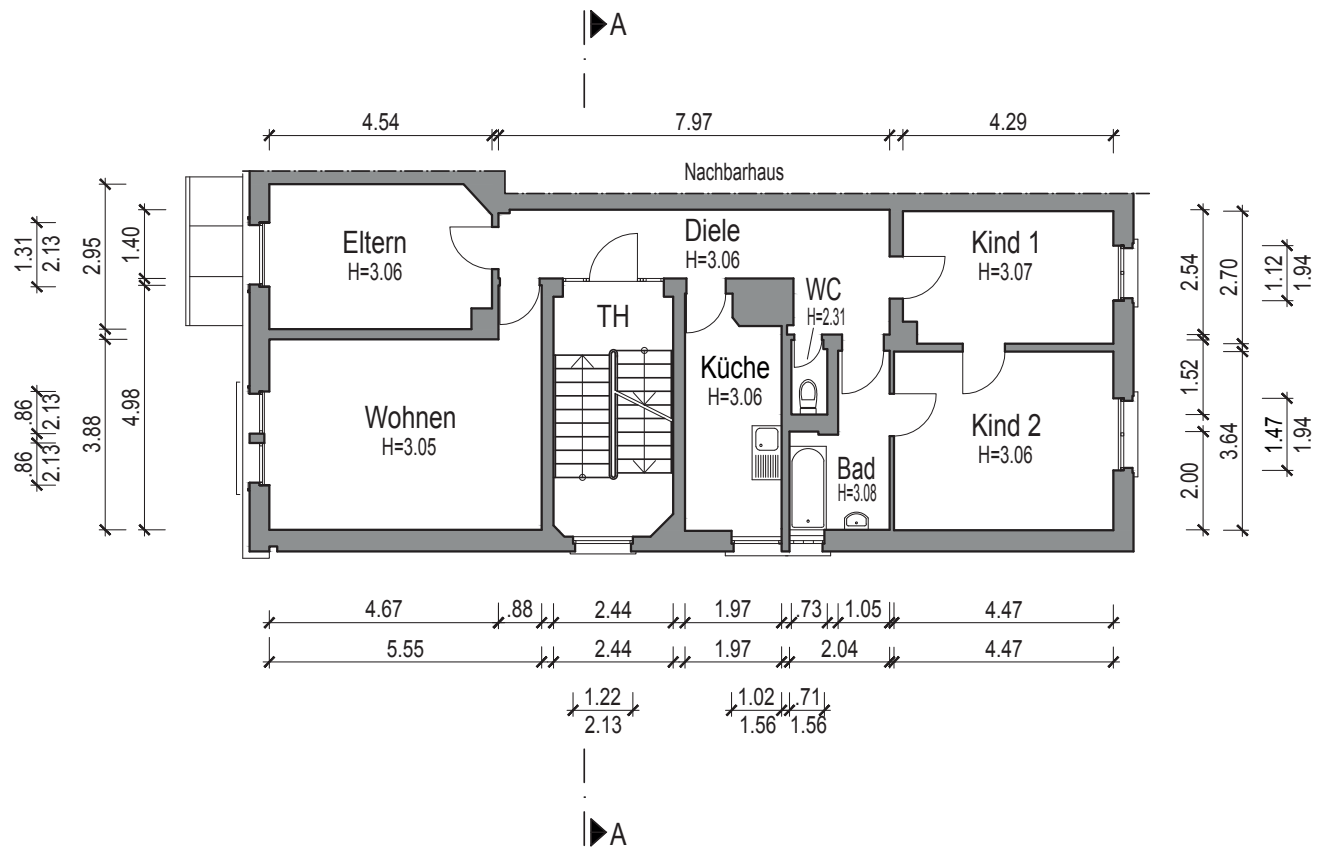 A
4.54 7.97 4.29
Nachbarhaus
Eltern
H=3.06
Diele
H=3.06
Kind 1
H=3.07
WC
H=2.31
TH
Küche
H=3.06
Wohnen
H=3.05
Kind 2
H=3.06
Bad
H=3.08
1.31
2.13
2.95
1.40
.86
2.13
.86
2.13
3.88
4.98
2.54
2.70
1.12
1.94
1.52
3.64
1.47
1.94
2.00
4.67 .88 2.44 1.97 .73 1.05 4.47
5.55 2.44 1.97 2.04 4.47
1.22 1.02 .71
2.13 1.56 1.56
A